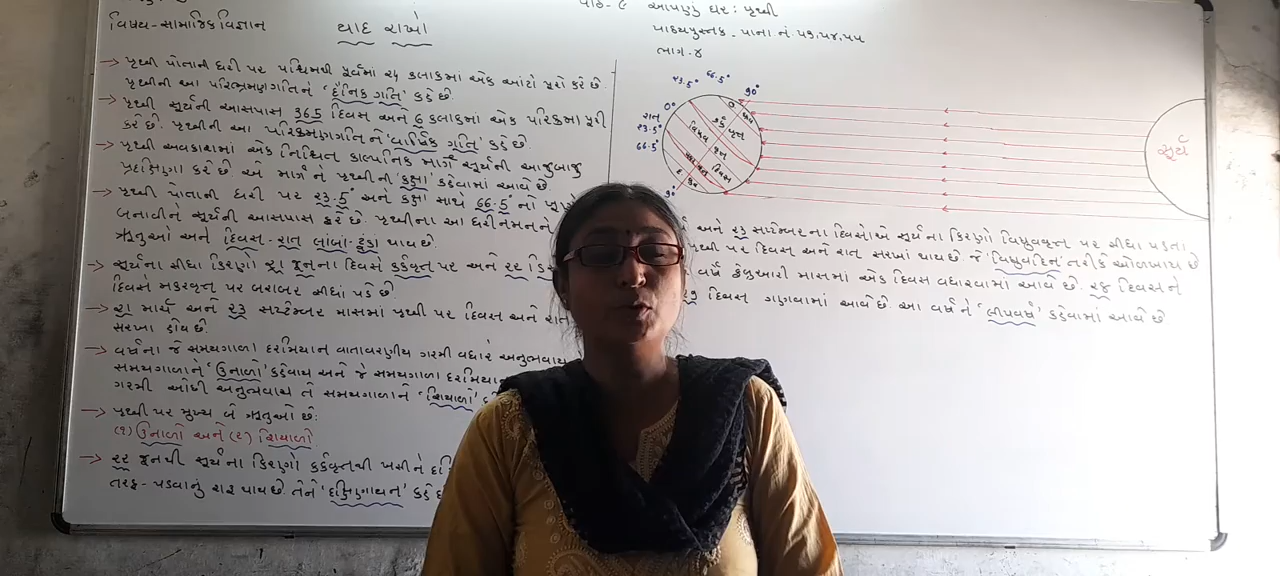 વિષય-સામાજિક વિજ્ઞાન
યાદ રાખો
પાઠ- ૯ આપણું ઘર: પૃથ્વી
પાઠ્યપુસ્તક - પાના નં. ૫૩,૫૪,૫૫
ભાગ-૪
→ પૃથ્વી પોતાની ધરી પર પશ્ચિમથી પૂર્વમાં ૨૪ કલાકમાં એક આંટો પૂરો કરે છે.
પૃથ્વીની આ પરિભ્રમણગતિને 'દૈનિક ગતિ' કહે છે.
→ પૃથ્વી સૂર્યની આસપાસ ૩૬૫ દિવસ અને ૬ કલાકમાં એક પરિક્રમા પૂરી
કરે છે. પૃથ્વીની આ પરિક્રમણગતિને 'વાર્ષિક ગતિ' કહે છે.
→ પૃથ્વી અવકાશમાં એક નિશ્ચિત કાલ્પનિક માર્ગે સૂર્યની આજુબાજુ
પ્રદક્ષિણા કરે છે એ માર્ગને પૃથ્વીની 'કક્ષા' કહેવામાં આવે છે
→ પૃથ્વી પોતાની ધરી પર ૨૩.૫° અને કક્ષા સાથે ૬૬.૫° નો
બનાવીને સૂર્યની આસપાસ ફરે છે. પૃથ્વીના આ ધરીનમનને
ઋતુઓ અને દિવસ-રાત લાંબા-ટૂંકા થાય છે.
→ સૂર્યના સીધા કિરણો ૨૧ જૂનના દિવસે કર્કવૃત પર અને ૨૨
દિવસે મકરવૃત પર બરાબર સીધાં પડે છે.
→ ૨૧ માર્ચ અને ૨૩ સપ્ટેમ્બર માસમાં પૃથ્વી પર દિવસ અને રાત
સરખા હોય છે.
→ વર્ષના જે સમયગાળા દરમિયાન વાતાવરણીય ગરમી વધારે અનુભવાય
સમયગાળાને 'ઉનાળો' કહેવાય અને જે સમયગાળા દરમિયા
ગરમી ઓછી અનુભવાય તે સમયગાળાને 'શિયાળો'
→ પૃથ્વી પર મુખ્ય બે ઋતુઓ છે:
(૧) ઉનાળો અને (૨) શિયાળો
→ ૨૨ જૂનથી સૂર્યના કિરણો કર્કવૃતથી ખસીને
તરફ- પડવાનું શરૂ થાય છે. તેને 'દક્ષિણાયન' કહે
૬૬.૫°
૯૦°
૦°
રાત
૨૩.૫°
૬૬.૫°
કર્ક વૃત
વિષુવ વૃત
દિવસ
સૂર્ય
અને ૨૩ સપ્ટેમ્બરના દિવસોએ સૂર્યના કિરણો વિષુવવૃત પર સીધા પડતા
પૃથ્વી પર દિવસ અને રાત સરખાં થાય છે જે 'વિષુવદિન' તરીકે ઓળખાય છે
વર્ષે ફેબ્રુઆરી માસમાં એક દિવસ વધારવામાં આવે છે.
દિવસ ગણવામાં આવે છે. આ વર્ષને 'લીપવર્ષ' કહેવામાં આવે છે